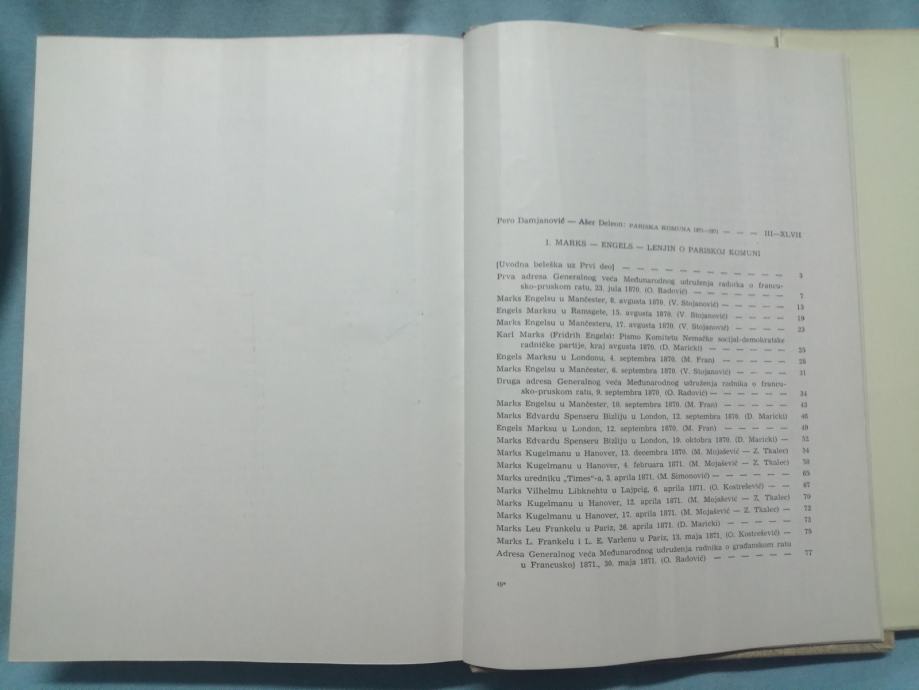 Pero Damjanović — Ašer Deleon: PARISKA KOMUNA 1871—1971 — — — III—XLVII
I. MARKS — ENGELS — LENJIN O PARISKOJ KOMUNI
[Uvodna beleška uz Prvi deo] — — — — — — — — — — — — 3
Prva adresa Generalnog veća Međunarodnog udruženja radnika o francu-
sko-pruskom ratu, 23. jula 1870. (O. Radović) — — — — — — — 7
Marks Engelsu u Mančester, 8. avgusta 1870. (V. Stojanović) — — — — 15
Engels Marksu u Ramsgete, 15. avgusta 1870. (V. Stojanović) — — — — 19
Marks Engelsu u Mančesteru, 17. avgusta 1870. (V. Stojanović) — — — 23
Karl Marks (Fridrih Engels): Pismo Komitetu Nemačke socijal-demokratske
radničke partije, kraj avgusta 1870. (D. Maricki) — — — — — — 25
Engels Marksu u Londonu, 4. septembra 1870. (M. Fran) — — — — — 28
Marks Engelsu u Mančester, 6. septembra 1870. (V. Stojanović) — — — 31
Druga adresa Generalnog veća Međunarodnog udruženja radnika o francu-
sko-pruskom ratu, 9. septembra 1870. (O. Radović) — — — — — — 34
Marks Engelsu u Mančester, 10. septembra 1870. (M. Fran) — — — — 43
Marks Edvardu Spenseru Bizliju u London, 12. septembra 1870. (D. Maricki) 46
Engels Marksu u London, 12. septembra 1870. (M. Fran) — — — — — 49
Marks Edvardu Spenseru Bizliju u London, 19. oktobra 1870. (D. Maricki) — 52
Marks Kugelmanu u Hanover, 13. decembra 1870. (M. Mojašević — Z. Tkalec) 54
Marks Kugelmanu u Hanover, 4. februara 1871. (M. Mojašević — Z. Tkalec) 58
Marks uredniku „Times“-a, 3. aprila 1871. (M. Simonović) — — — — — 65
Marks Vilhelmu Libknehtu u Lajpcig, 6. aprila 1871. (O. Kostrešević) — — 67
Marks Kugelmanu u Hanover, 12. aprila 1871. (M. Mojašević — Z. Tkalec) 70
Marks Kugelmanu u Hanover, 17. aprila 1871. (M. Mojašević — Z. Tkalec) — 72
Marks Leu Frankelu u Pariz, 26. aprila 1871. (D. Maricki) — — — — — 73
Marks L. Frankelu i L. E. Varlenu u Pariz, 13. maja 1871. (O. Kostrešević) — 75
Adresa Generalnog veća Međunarodnog udruženja radnika o građanskom ratu
u Francuskoj 1871., 30. maja 1871. (O. Radović) — — — — — — 77
49*